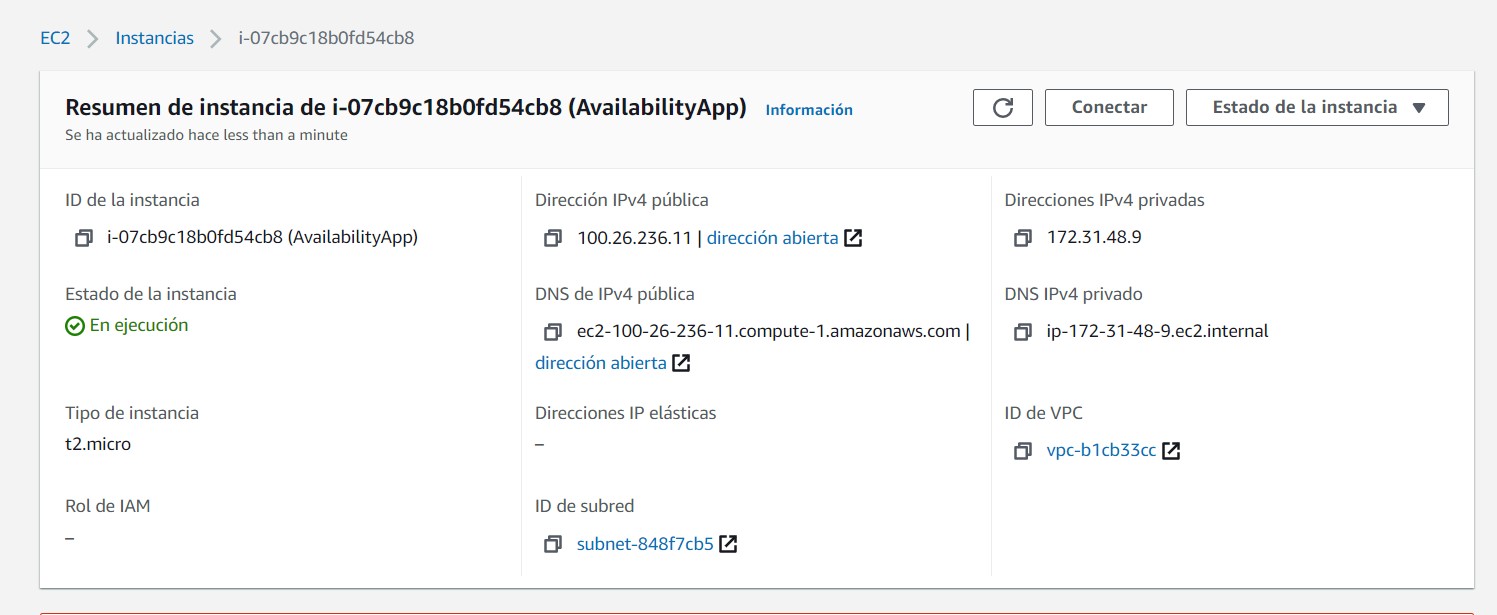 EC2 > Instancias > i-07cb9c18b0fd54cb8
Resumen de instancia de i-07cb9c18b0fd54cb8 (AvailabilityApp) Información
Se ha actualizado hace less than a minute
Conectar
Estado de la instancia
ID de la instancia
i-07cb9c18b0fd54cb8 (AvailabilityApp)
Dirección IPv4 pública
100.26.236.11 | dirección abierta
Direcciones IPv4 privadas
172.31.48.9
Estado de la instancia
En ejecución
DNS de IPv4 pública
ec2-100-26-236-11.compute-1.amazonaws.com |
dirección abierta
DNS IPv4 privado
ip-172-31-48-9.ec2.internal
Tipo de instancia
t2.micro
Direcciones IP elásticas
–
ID de VPC
vpc-b1cb33cc
Rol de IAM
–
ID de subred
subnet-848f7cb5